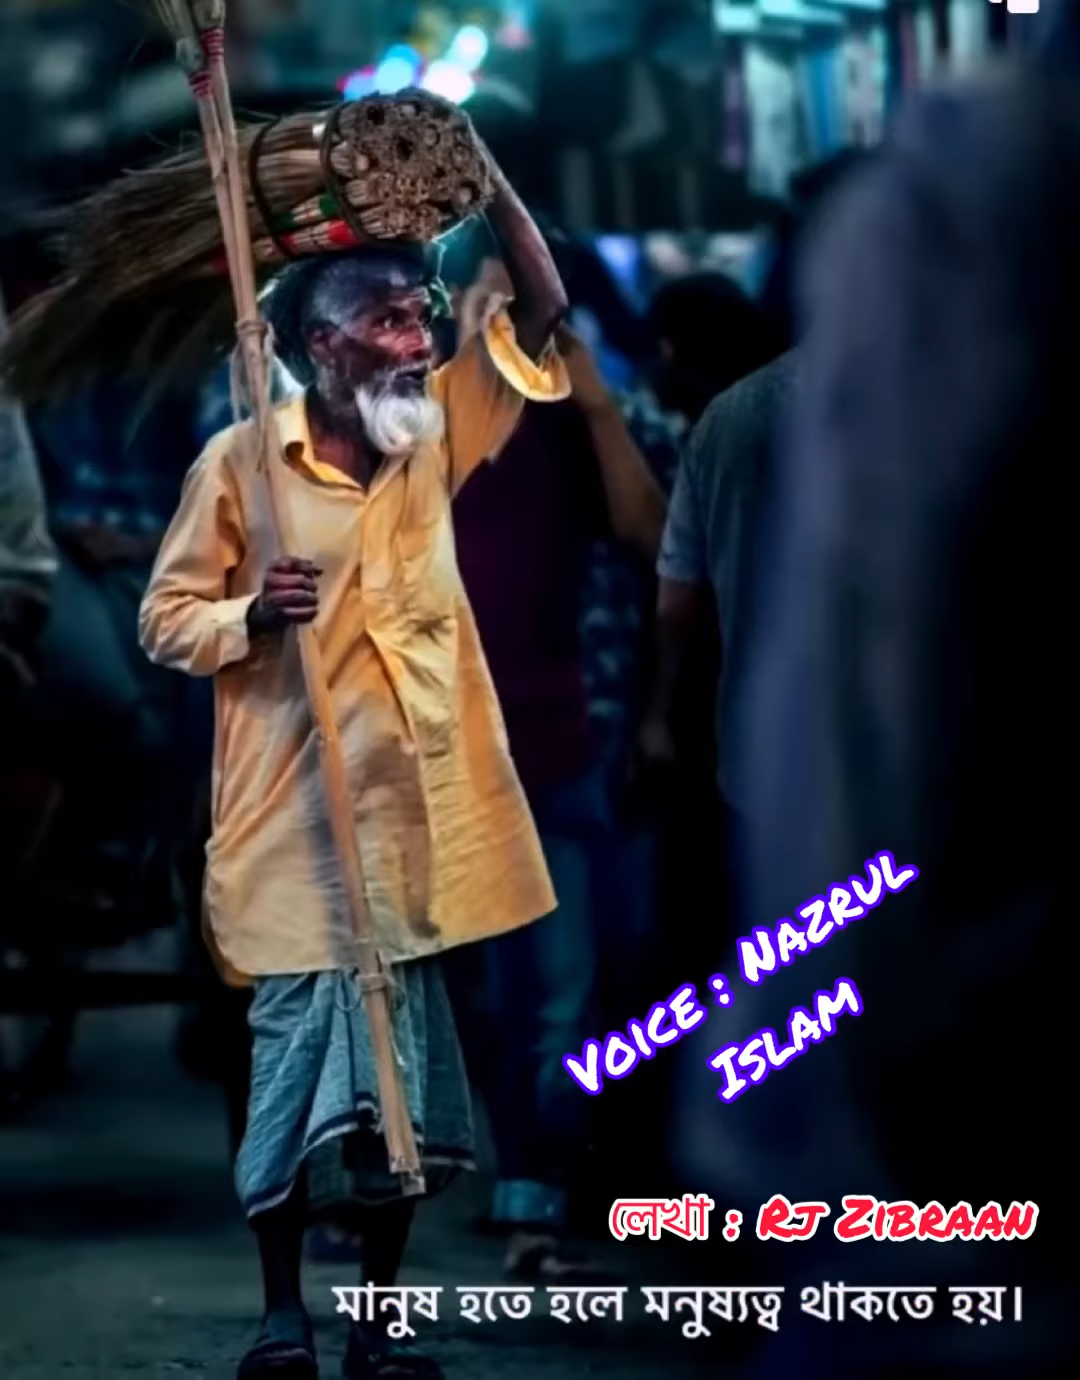 Voice : Nazrul
Islam
লেখা : Rj Zibraan
মানুষ হতে হলে মনুষ্যত্ব থাকতে হয়।